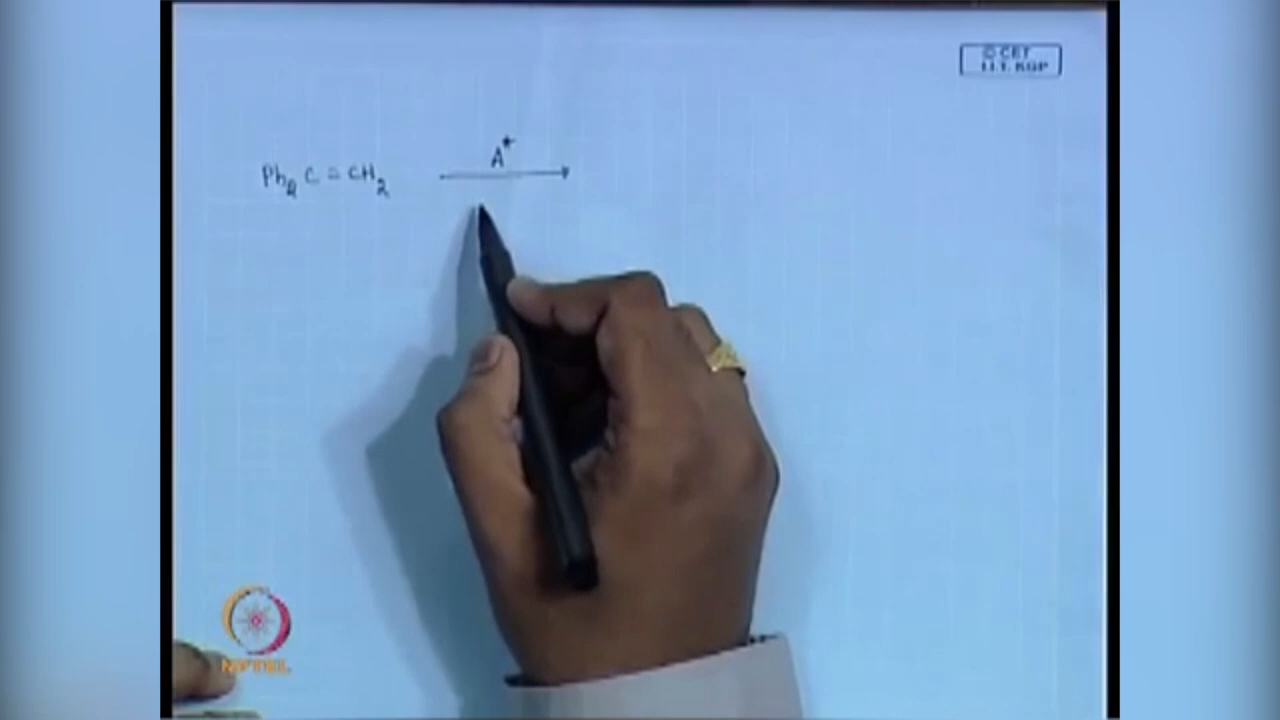 © CET
I.I.T. KGP
A*
Ph₂ C = CH₂
NPTEL